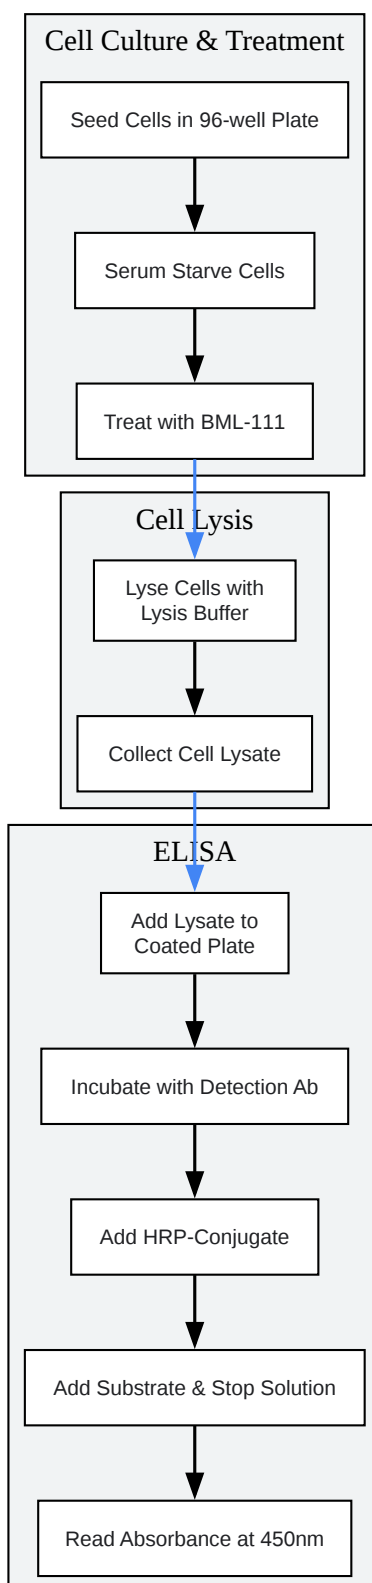 Cell Culture & Treatment
Seed Cells in 96-well Plate
Serum Starve Cells
Treat with BML-111
Cell Lysis
Lyse Cells with
Lysis Buffer
Collect Cell Lysate
ELISA
Add Lysate to
Coated Plate
Incubate with Detection Ab
Add HRP-Conjugate
Add Substrate & Stop Solution
Read Absorbance at 450nm